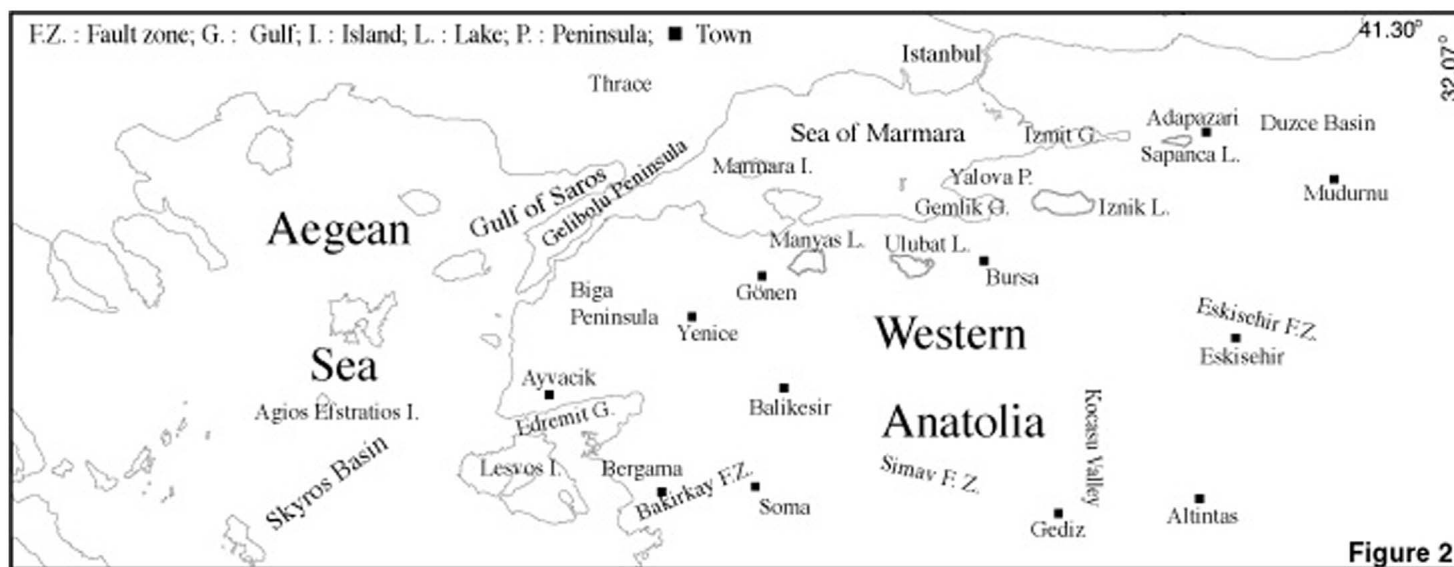 F.Z. : Fault zone; G. : Gulf; I. : Island; L. : Lake; P. : Peninsula; ■ Town
41.30°
32.07°
Istanbul
Thrace
Adapazari
Duzce Basin
Sea of Marmara
Izmit G.
Sapanca L.
Marmara I.
Yalova P.
Mudurnu
Gulf of Saros
Gelibolu Peninsula
Gemlik G.
Iznik L.
Aegean
Manyas L.
Ulubat L.
Bursa
Gönen
Biga
Peninsula
Yenice
Western
Eskisehir F.Z.
Eskisehir
Sea
Ayvacik
Balikesir
Agios Efstratios I.
Edremit G.
Anatolia
Kocasu Valley
Skyros Basin
Lesvos I.
Bergama
Bakirkay F.Z.
Soma
Simav F. Z.
Gediz
Altintas
Figure 2